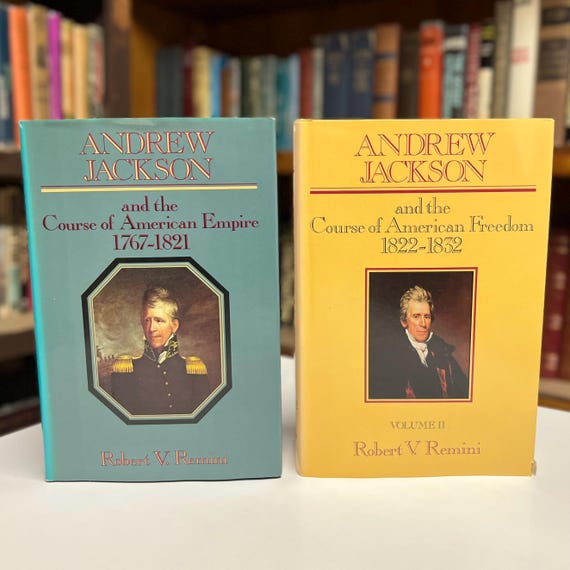 ANDREW
JACKSON
and the
Course of American Empire
1767–1821
Robert V. Remini
ANDREW
JACKSON
and the
Course of American Freedom
1822–1832
VOLUME II
Robert V. Remini